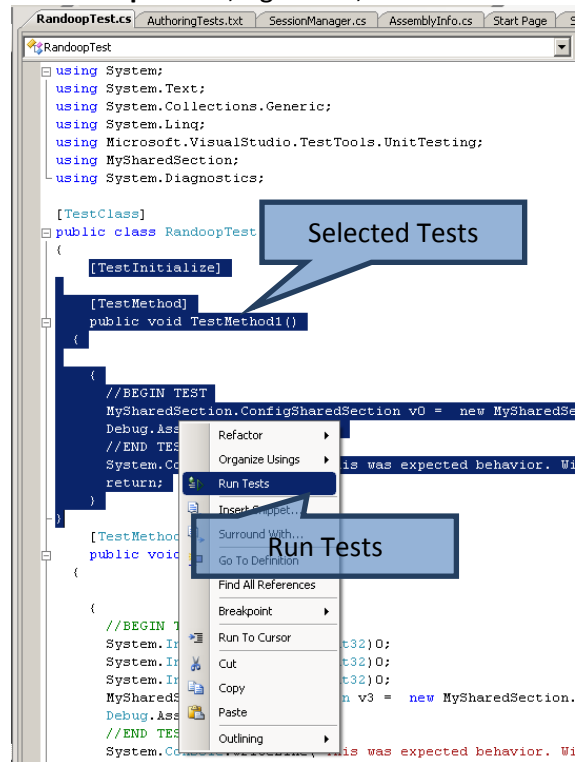 RandoopTest.cs AuthoringTests.txt SessionManager.cs AssemblyInfo.cs Start Page
RandoopTest
using System;
using System.Text;
using System.Collections.Generic;
using System.Linq;
using Microsoft.VisualStudio.TestTools.UnitTesting;
using MySharedSection;
using System.Diagnostics;
[TestClass]
public class RandoopTest
Selected Tests
{
[TestInitialize]
[TestMethod]
public void TestMethod1()
{
{
//BEGIN TEST
MySharedSection.ConfigSharedSection v0 = new MySharedSe
Debug.Ass
Refactor
//END TES
Organize Usings
System.Co is was expected behavior. Wi
Run Tests
return;
}
Insert Snippet...
}
[TestMethod
Surround With...
Run Tests
public void
Go To Definition
{
Find All References
{
Breakpoint
//BEGIN T
Run To Cursor
System.In t32)0;
System.In t32)0;
Cut
System.In t32)0;
Copy
MySharedS n v3 = new MySharedSection.
Paste
Debug.Ass
//END TES
Outlining
System.Console.WriteLine("This was expected behavior. Wi